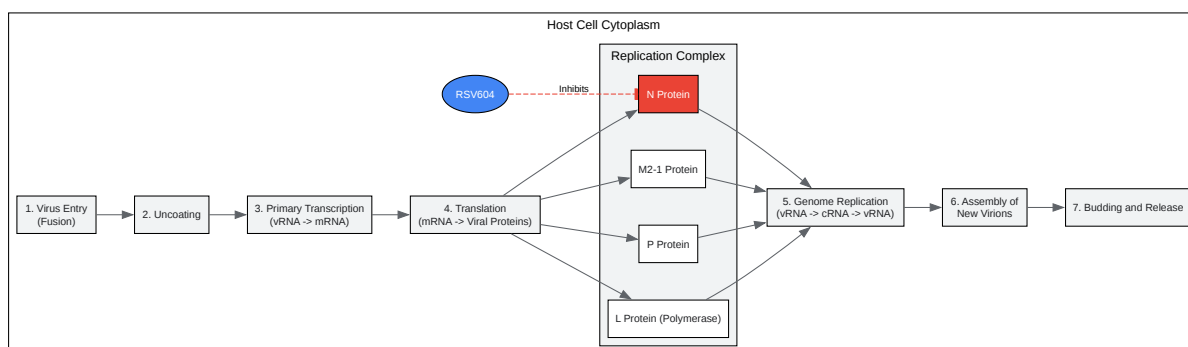 Host Cell Cytoplasm
Replication Complex
RSV604
Inhibits
N Protein
M2-1 Protein
1. Virus Entry
(Fusion)
2. Uncoating
3. Primary Transcription
(vRNA -> mRNA)
4. Translation
(mRNA -> Viral Proteins)
P Protein
L Protein (Polymerase)
5. Genome Replication
(vRNA -> cRNA -> vRNA)
6. Assembly of
New Virions
7. Budding and Release